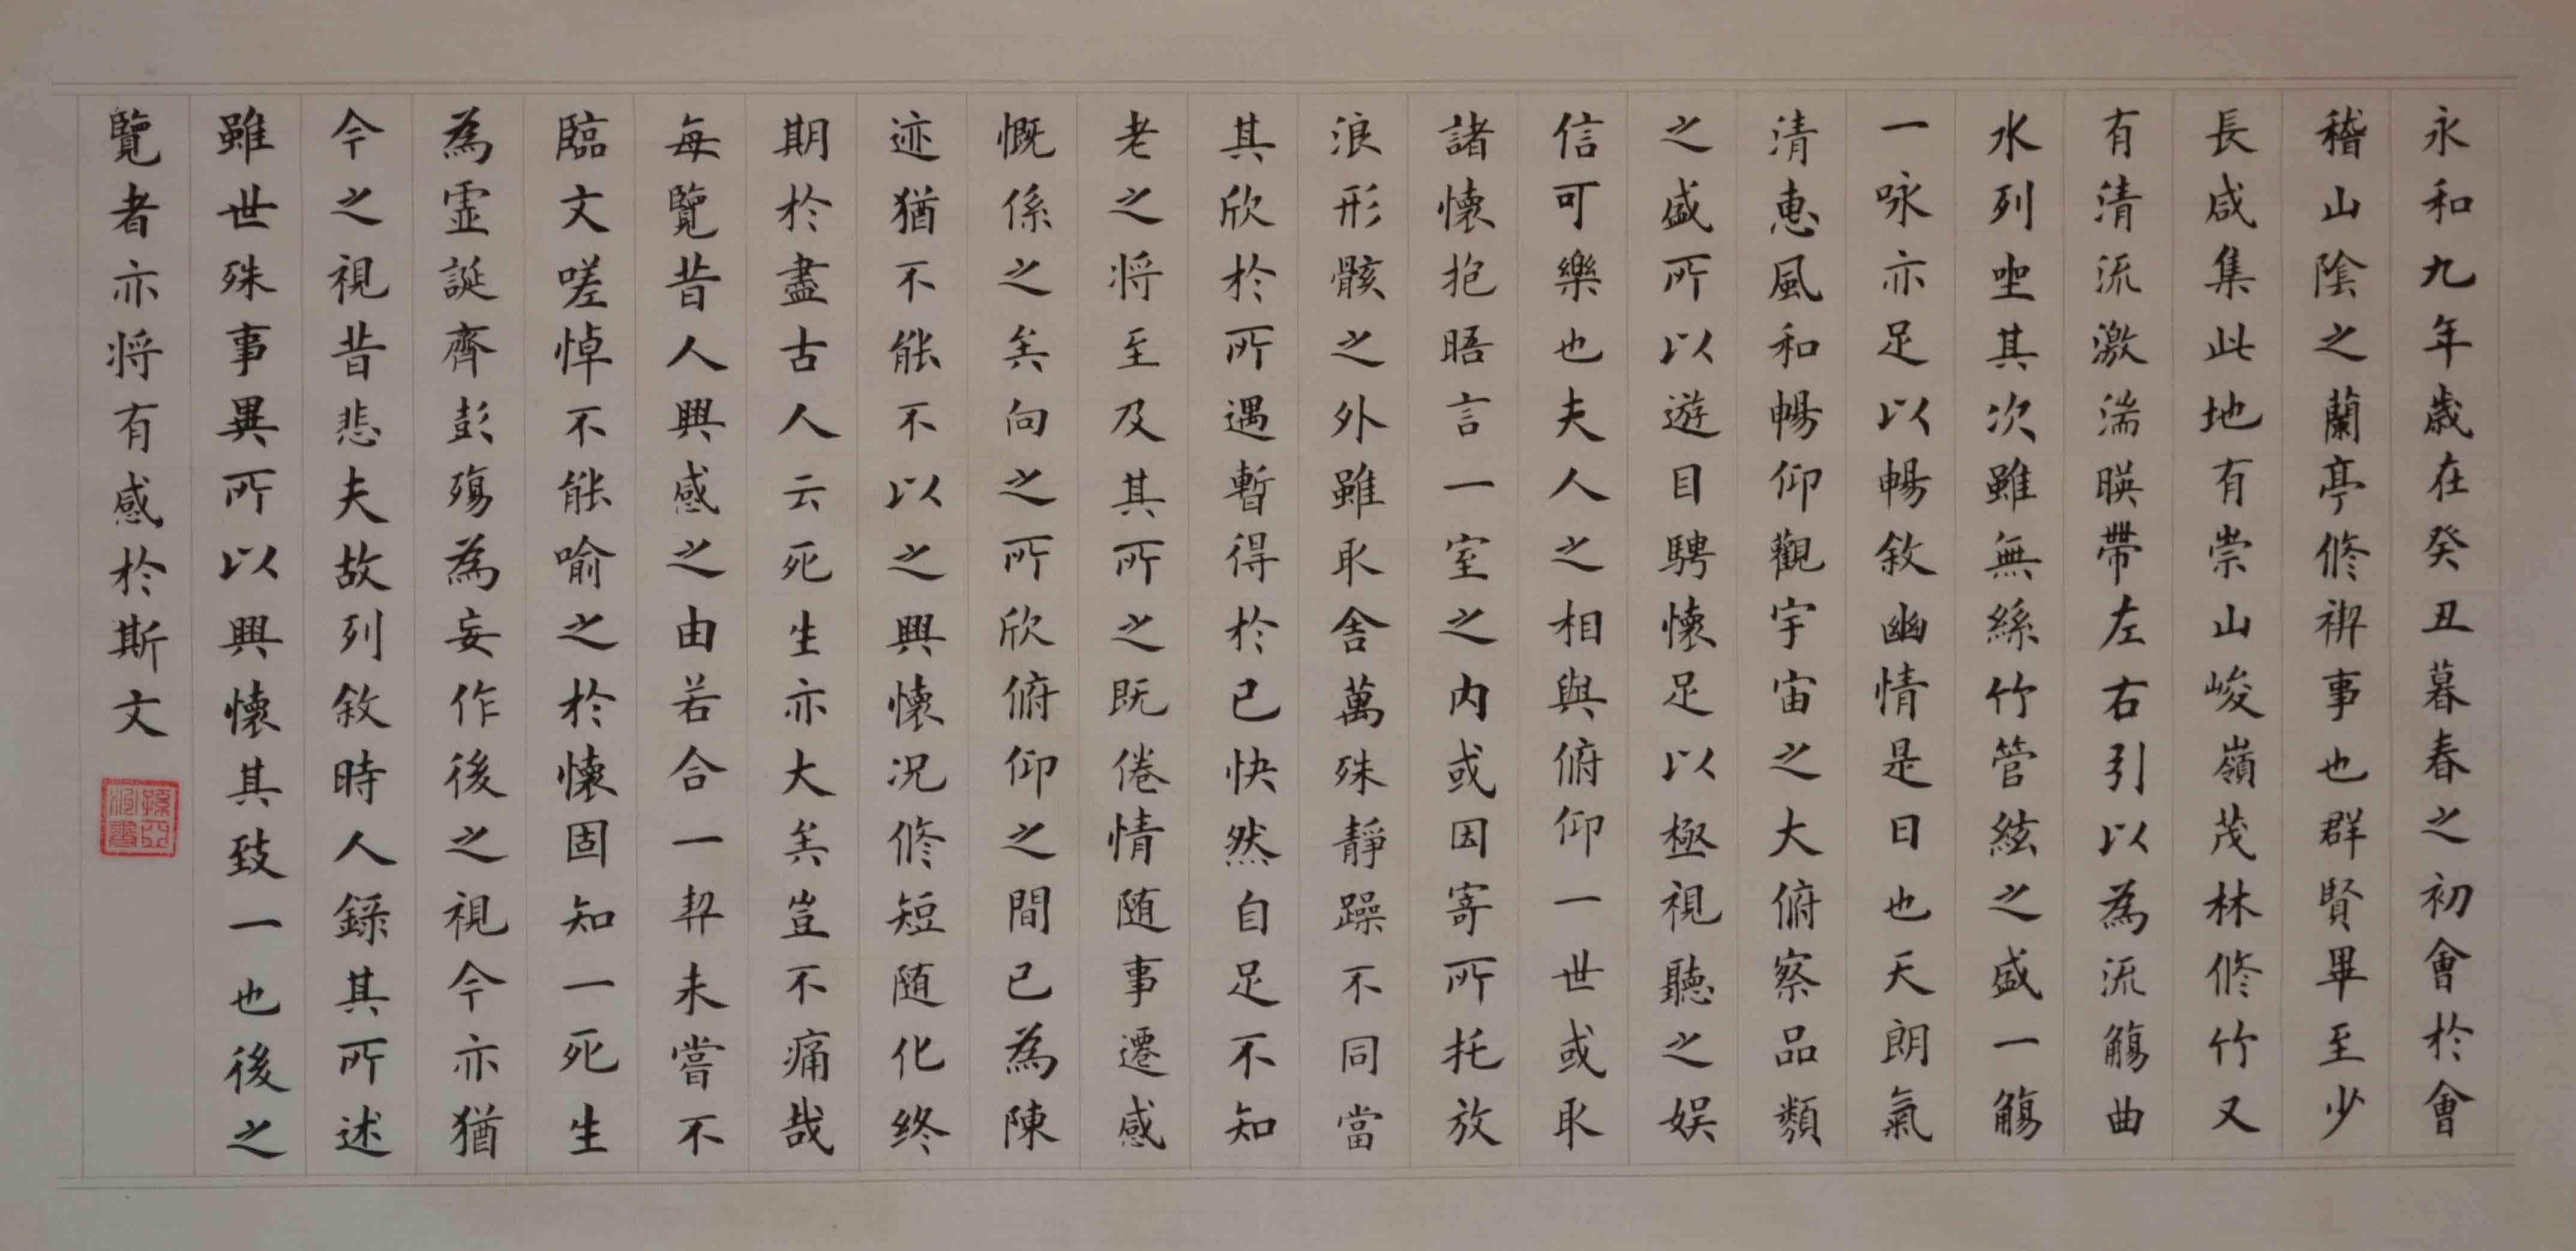 永和九年歲在癸丑暮春之初會於會
稽山陰之蘭亭修禊事也群賢畢至少
長咸集此地有崇山峻嶺茂林修竹又
有清流激湍暎帶左右引以為流觴曲
水列坐其次雖無絲竹管絃之盛一觴
一咏亦足以暢敘幽情是日也天朗氣
清惠風和暢仰觀宇宙之大俯察品類
之盛所以遊目騁懷足以極視聽之娛
信可樂也夫人之相與俯仰一世或取
諸懷抱晤言一室之內或因寄所托放
浪形骸之外雖取舍萬殊靜躁不同當
其欣於所遇暫得於己快然自足不知
老之将至及其所之既倦情随事遷感
慨係之矣向之所欣俯仰之間已為陳
迹猶不能不以之興懷况修短随化终
期於盡古人云死生亦大矣豈不痛哉
每覽昔人興感之由若合一契未嘗不
臨文嗟悼不能喻之於懷固知一死生
為虛誕齊彭殤為妄作後之視今亦猶
今之視昔悲夫故列敘時人錄其所述
雖世殊事異所以興懷其致一也後之
覽者亦将有感於斯文